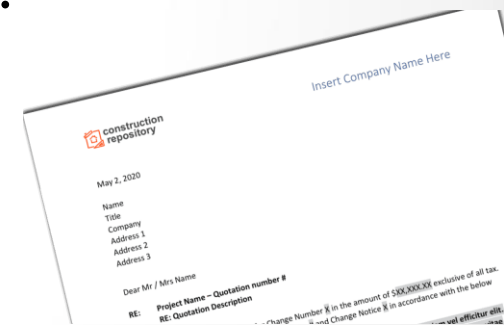 Insert Company Name Here
construction
repository
May 2, 2020
Name
Title
Company
Address 1
Address 2
Address 3
Dear Mr / Mrs Name
RE: Project Name – Quotation number #
RE: Quotation Description
Change Number X in the amount of $XX,XXX.XX exclusive of all tax.
and Change Notice X in accordance with the below
vel efficitur